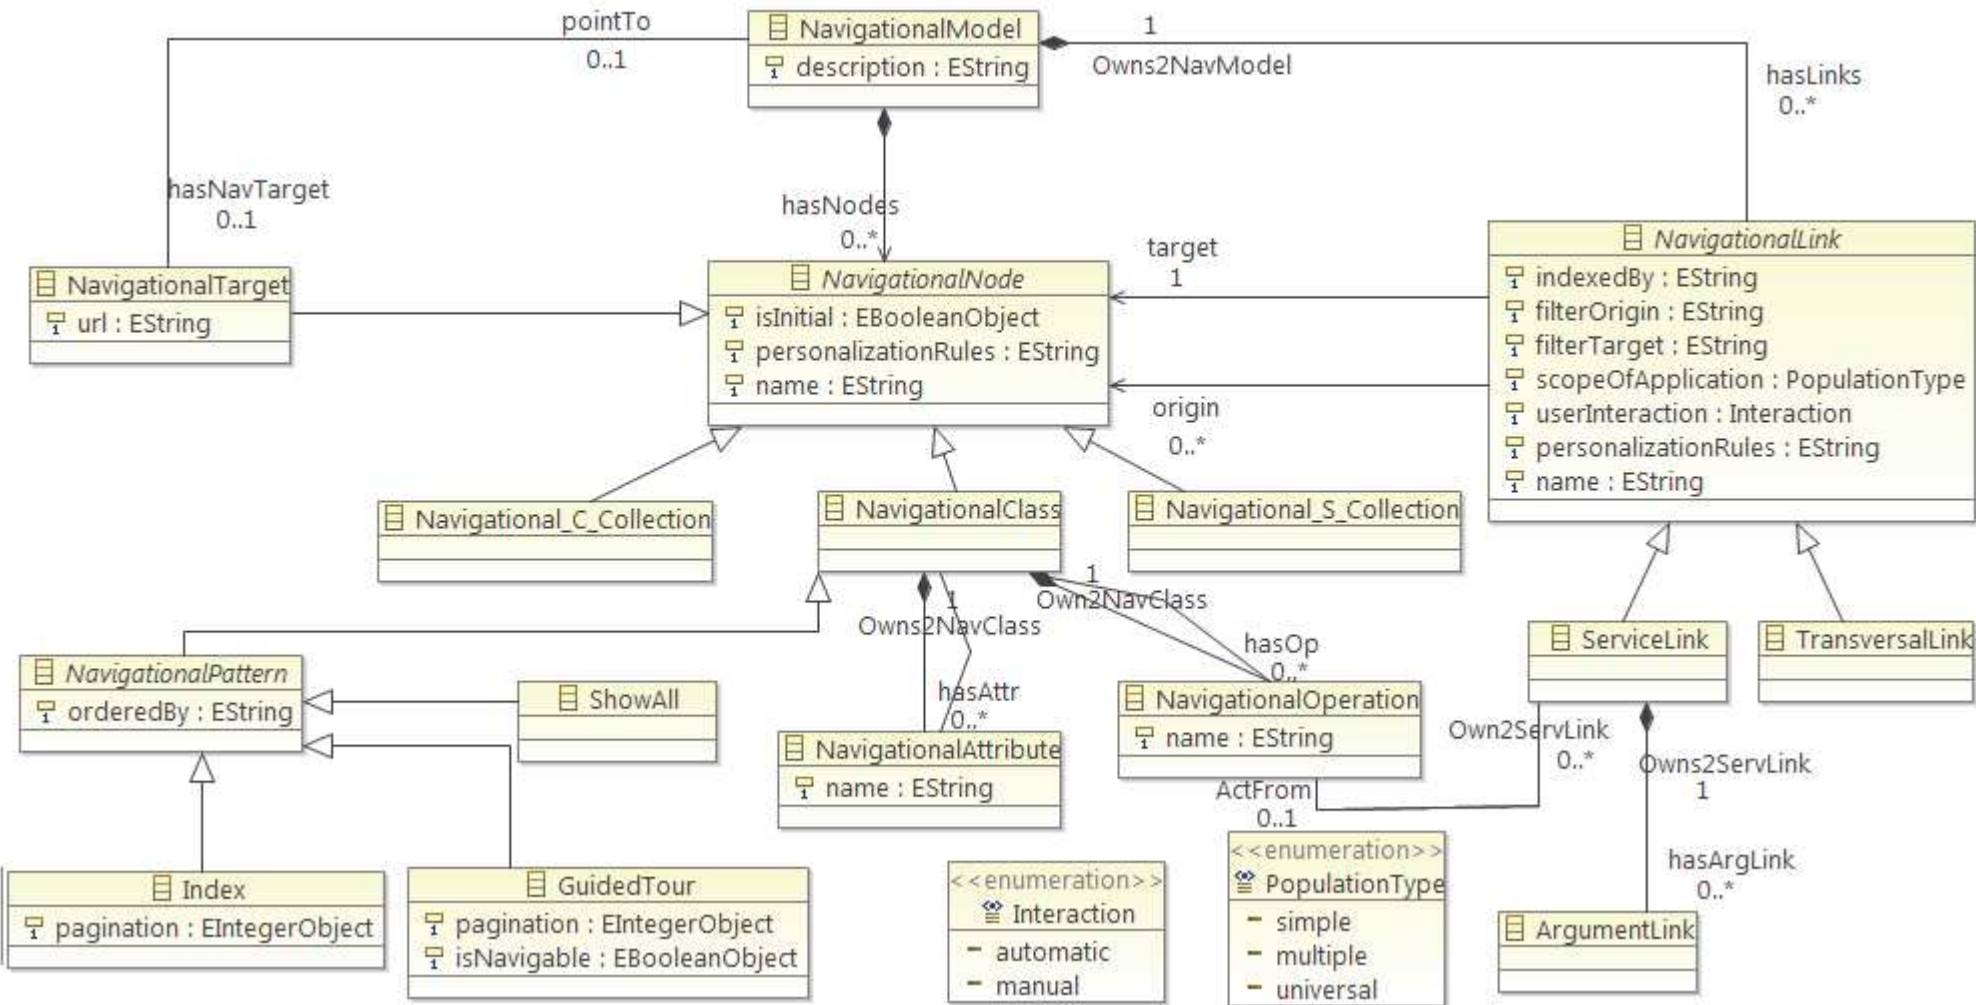 pointTo
0..1
NavigationalModel
description : EString
1
Owns2NavModel
hasLinks
0..*
hasNavTarget
0..1
hasNodes
0..*
NavigationalTarget
url : EString
NavigationalNode
isInitial : EBooleanObject
personalizationRules : EString
name : EString
target
1
origin
0..*
NavigationalLink
indexedBy : EString
filterOrigin : EString
filterTarget : EString
scopeOfApplication : PopulationType
userInteraction : Interaction
personalizationRules : EString
name : EString
Navigational_C_Collection
NavigationalClass
Navigational_S_Collection
1
Owns2NavClass
1
Own2NavClass
hasOp
0..*
hasAttr
0..*
NavigationalPattern
orderedBy : EString
ShowAll
NavigationalAttribute
name : EString
NavigationalOperation
name : EString
ServiceLink
TransversalLink
Own2ServLink
0..*
Owns2ServLink
1
ActFrom
0..1
hasArgLink
0..*
Index
pagination : EIntegerObject
GuidedTour
pagination : EIntegerObject
isNavigable : EBooleanObject
<<enumeration>>
Interaction
automatic
manual
<<enumeration>>
PopulationType
simple
multiple
universal
ArgumentLink